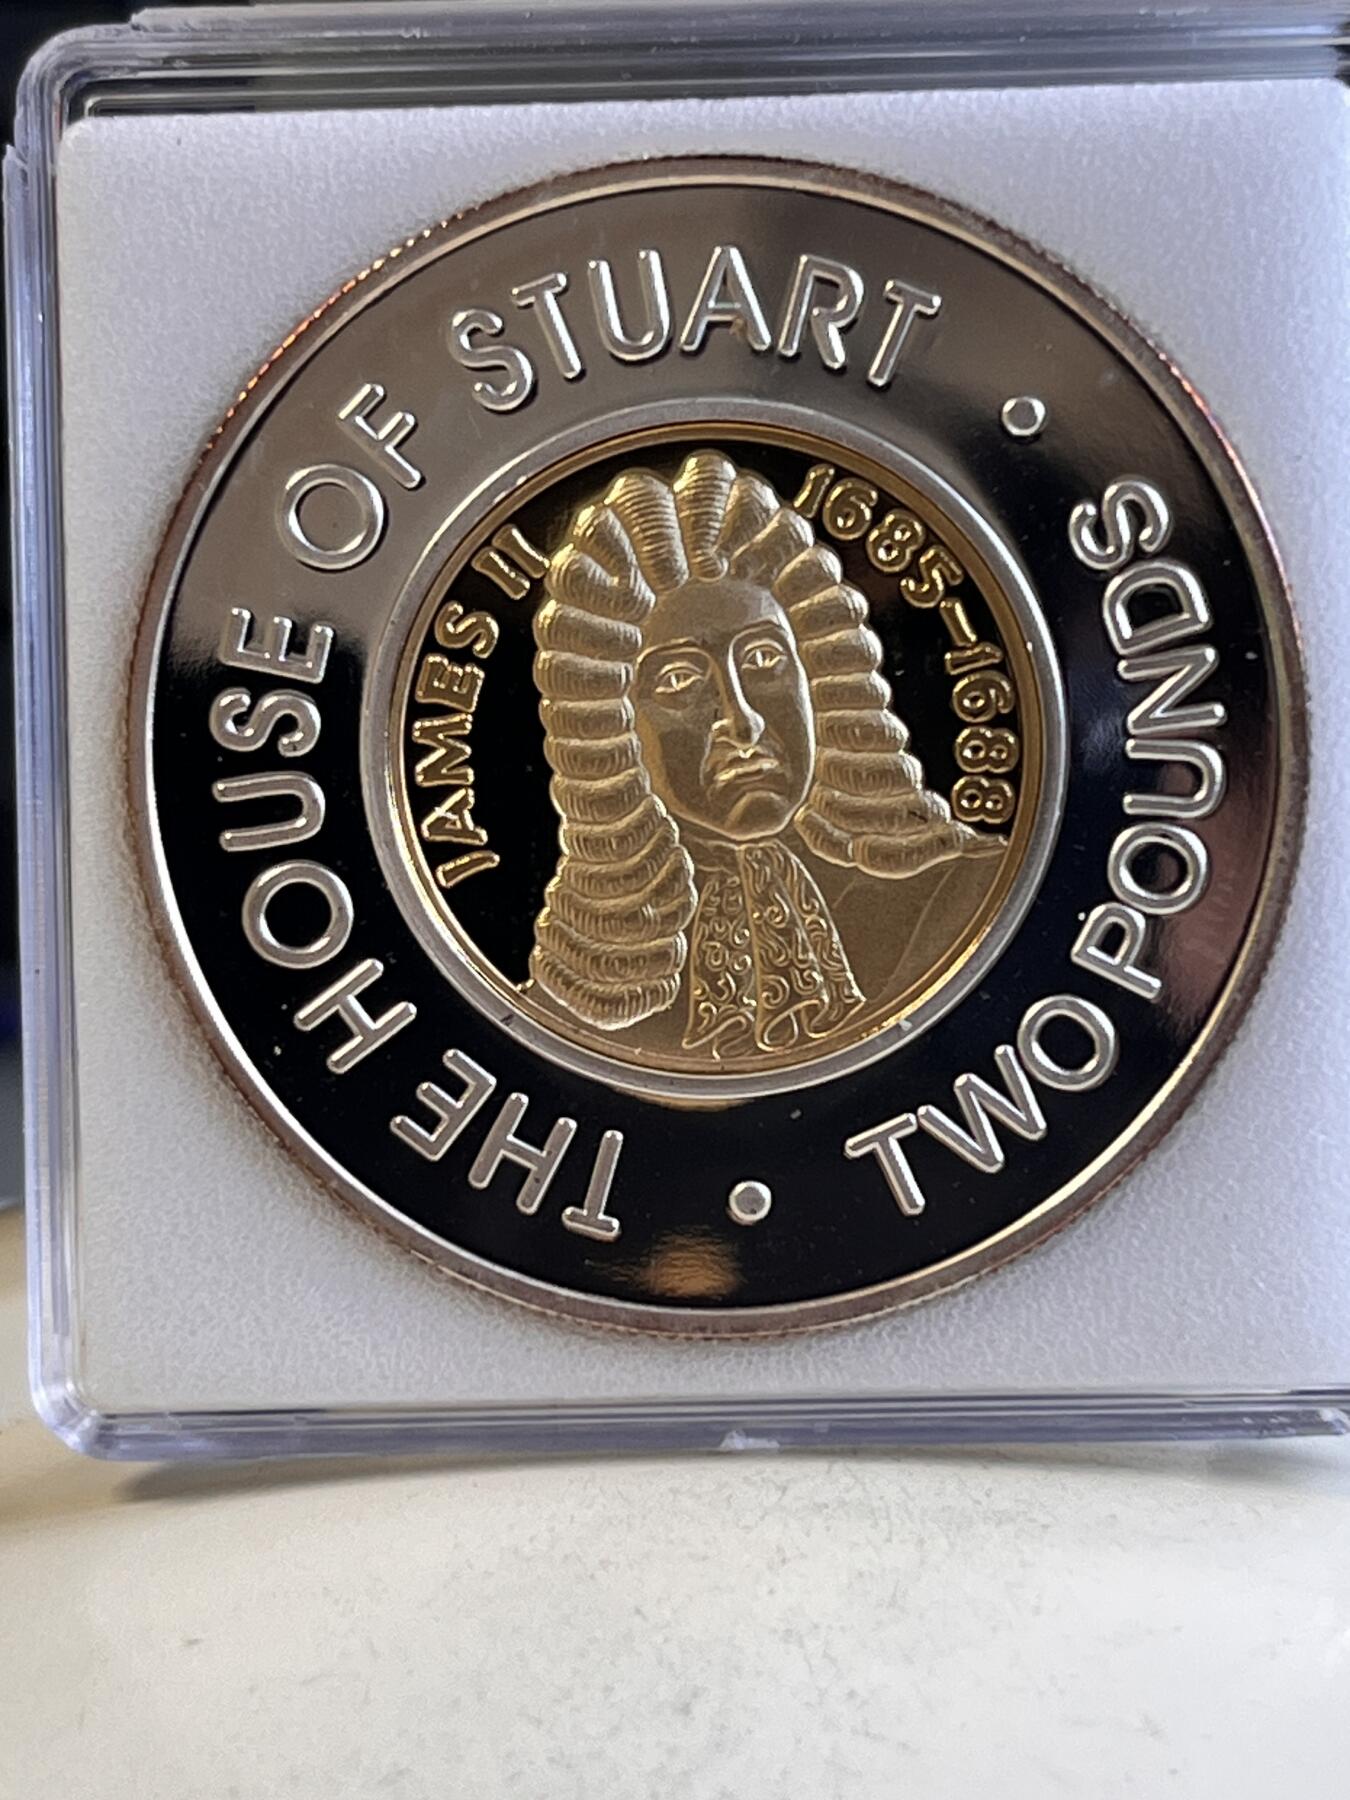 THE HOUSE OF STUART • TWO POUNDS •
JAMES II 1685-1688